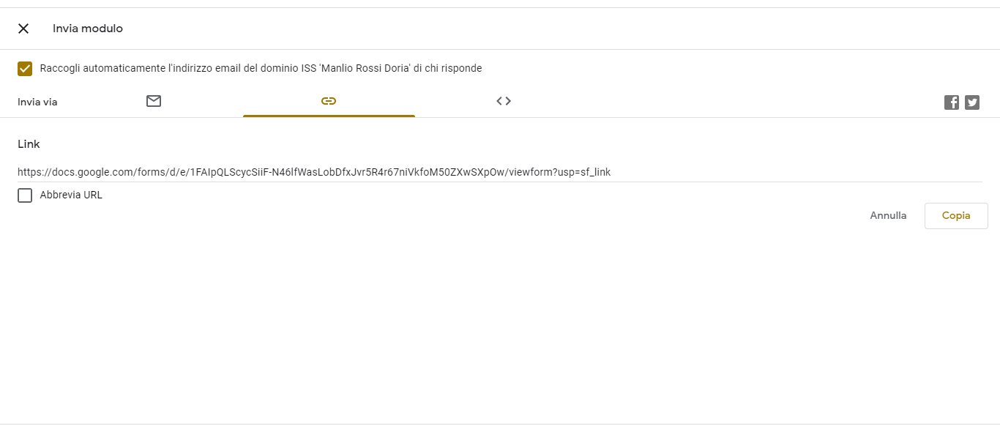 Invia modulo
Raccogli automaticamente l'indirizzo email del dominio ISS 'Manlio Rossi Doria' di chi risponde
Invia via
Link
https://docs.google.com/forms/d/e/1FAIpQLScycSiiF-N46lfWasLobDfxJvr5R4r67niVkfoM50ZXwSXpOw/viewform?usp=sf_link
Abbrevia URL
Annulla Copia